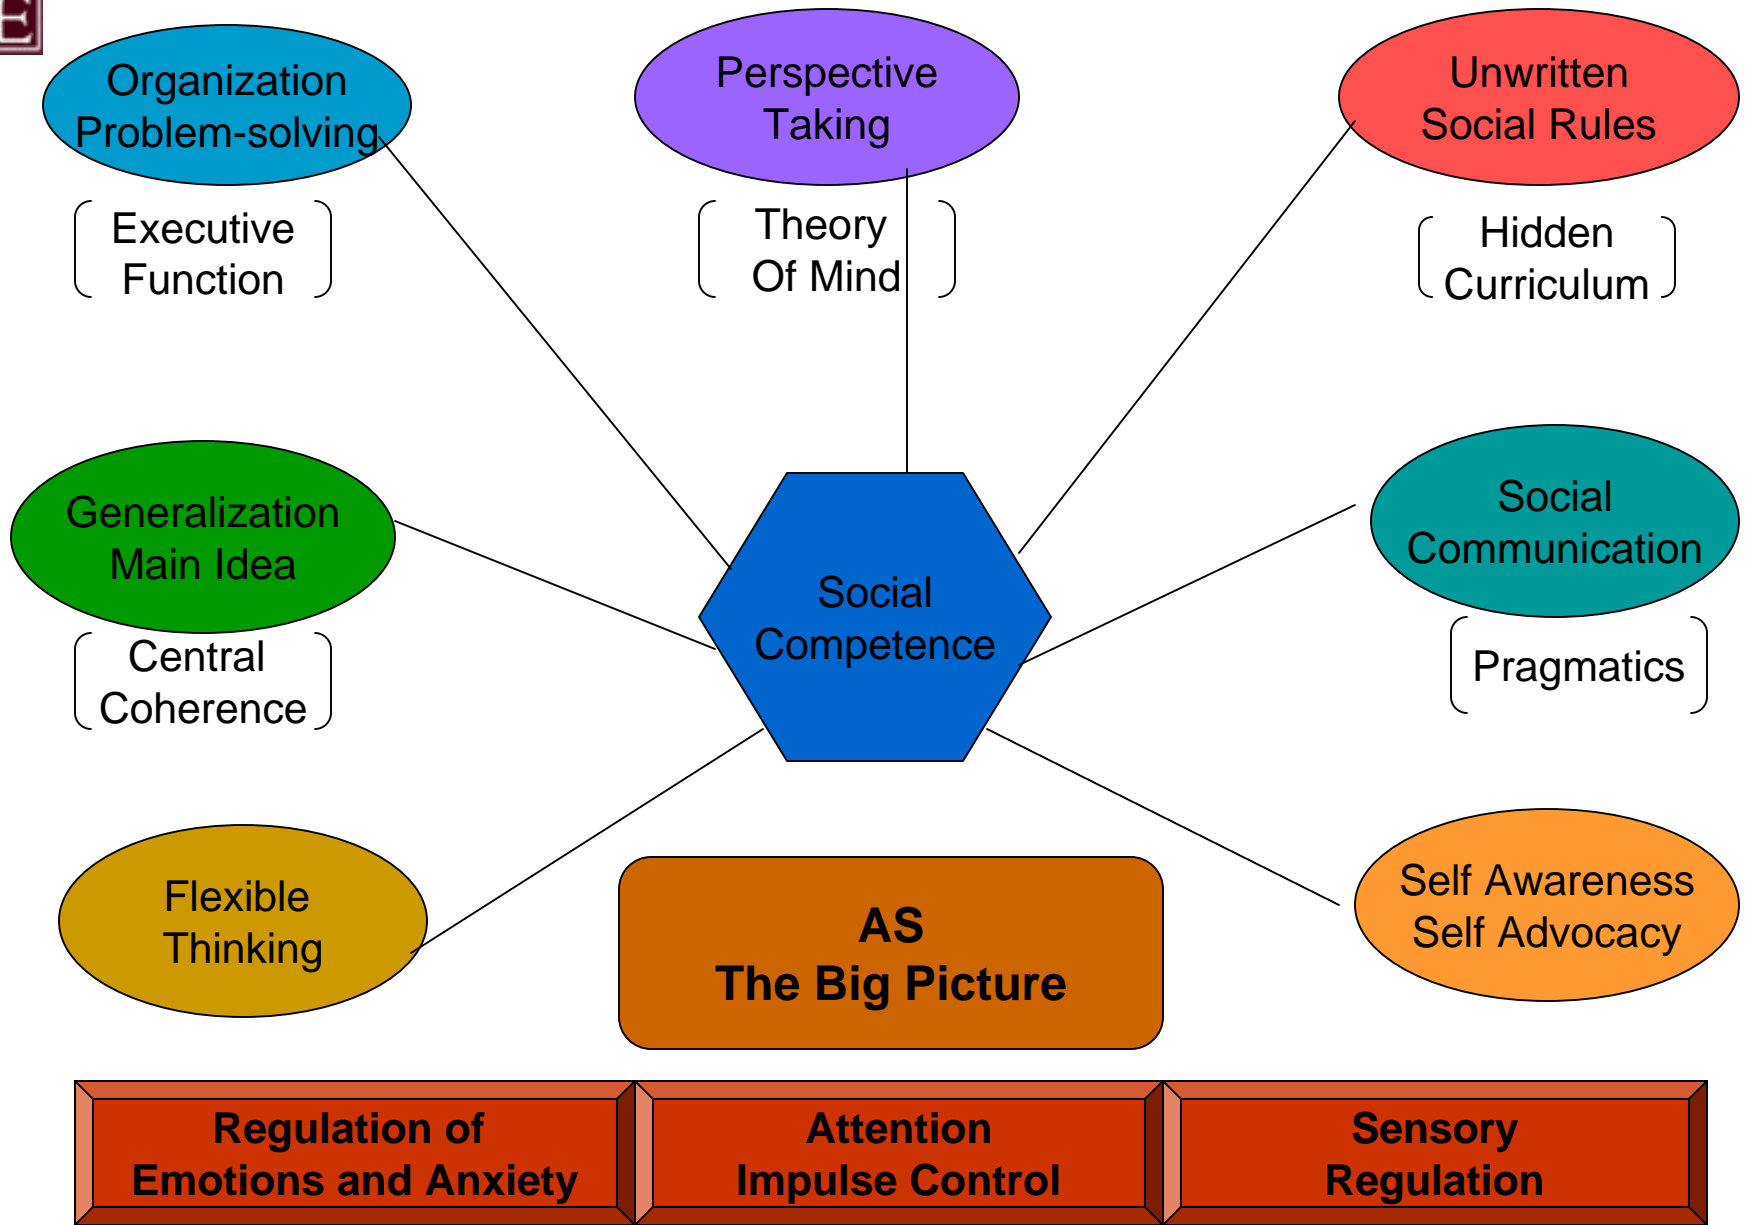 E
Organization
Problem-solving
Executive
Function
Perspective
Taking
Theory
Of Mind
Unwritten
Social Rules
Hidden
Curriculum
Generalization
Main Idea
Central
Coherence
Social
Competence
Social
Communication
Pragmatics
Flexible
Thinking
AS
The Big Picture
Self Awareness
Self Advocacy
Regulation of
Emotions and Anxiety
Attention
Impulse Control
Sensory
Regulation